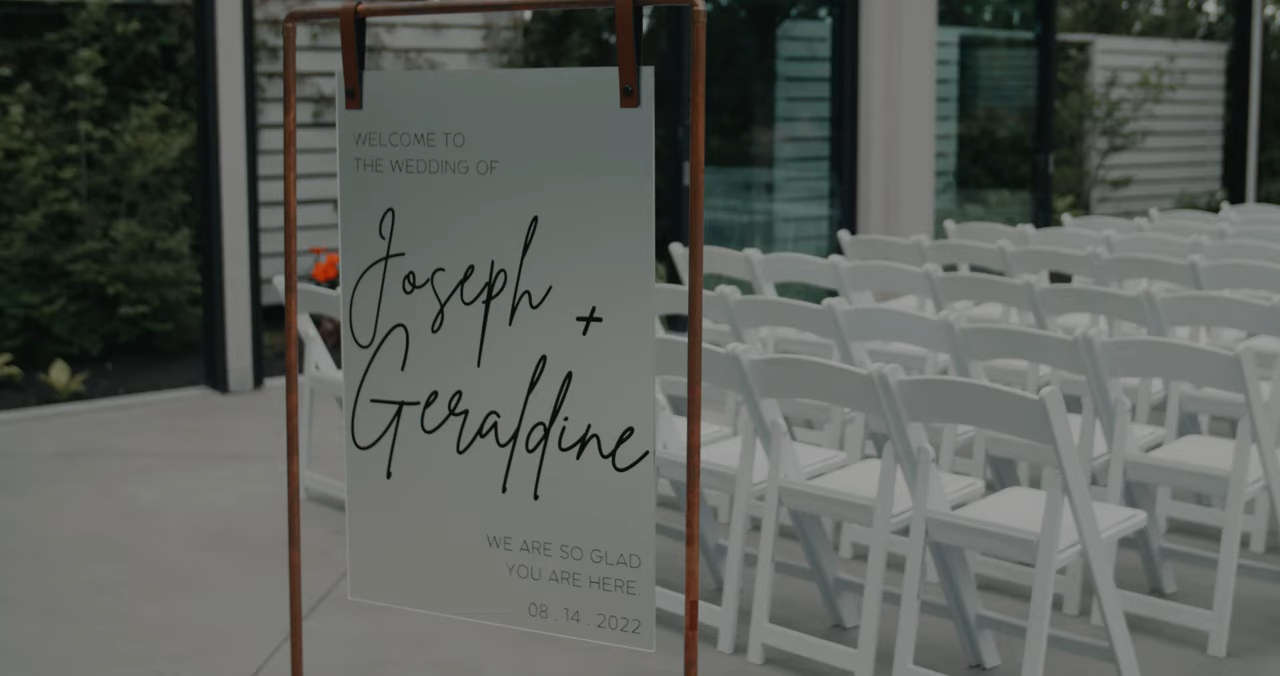 WELCOME TO
THE WEDDING OF
Joseph +
Geraldine
WE ARE SO GLAD
YOU ARE HERE.
08.14.2022